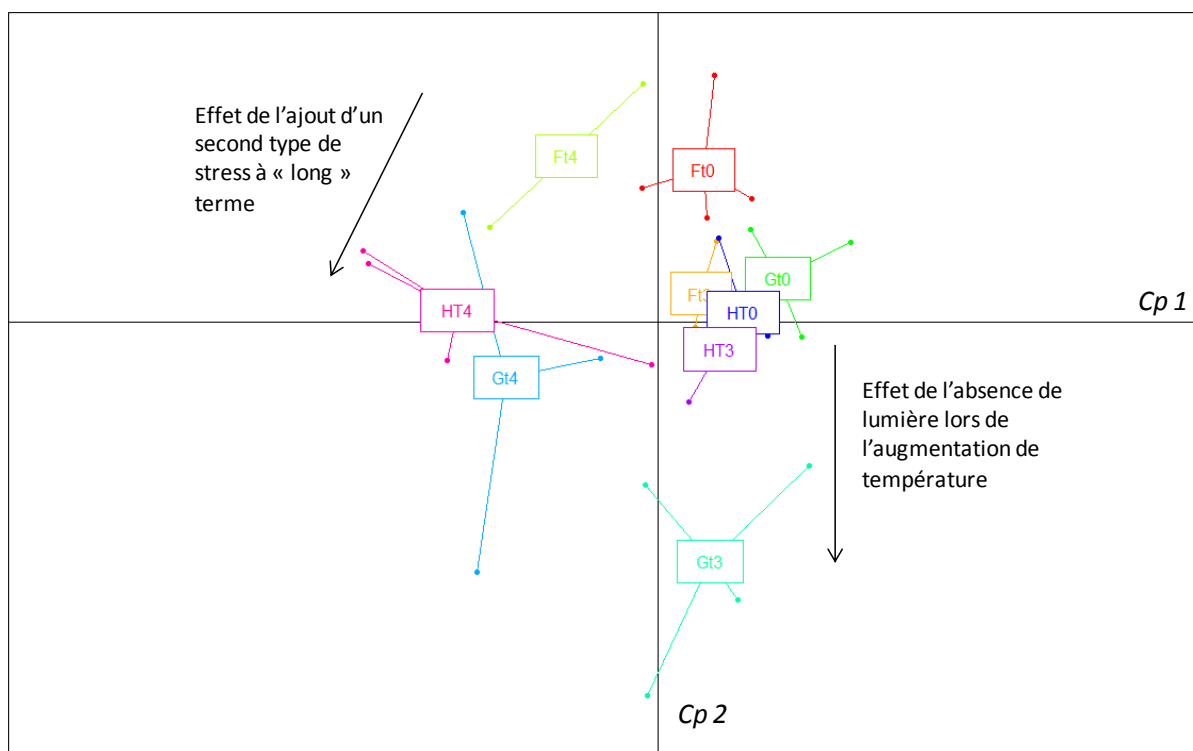 Effet de l’ajout d’un
second type de
stress à « long »
terme
Ft4
Ft0
Ft3
Gt0
Cp 1
HT4
HT0
HT3
Gt4
Effet de l’absence de
lumière lors de
l’augmentation de
température
Gt3
Cp 2